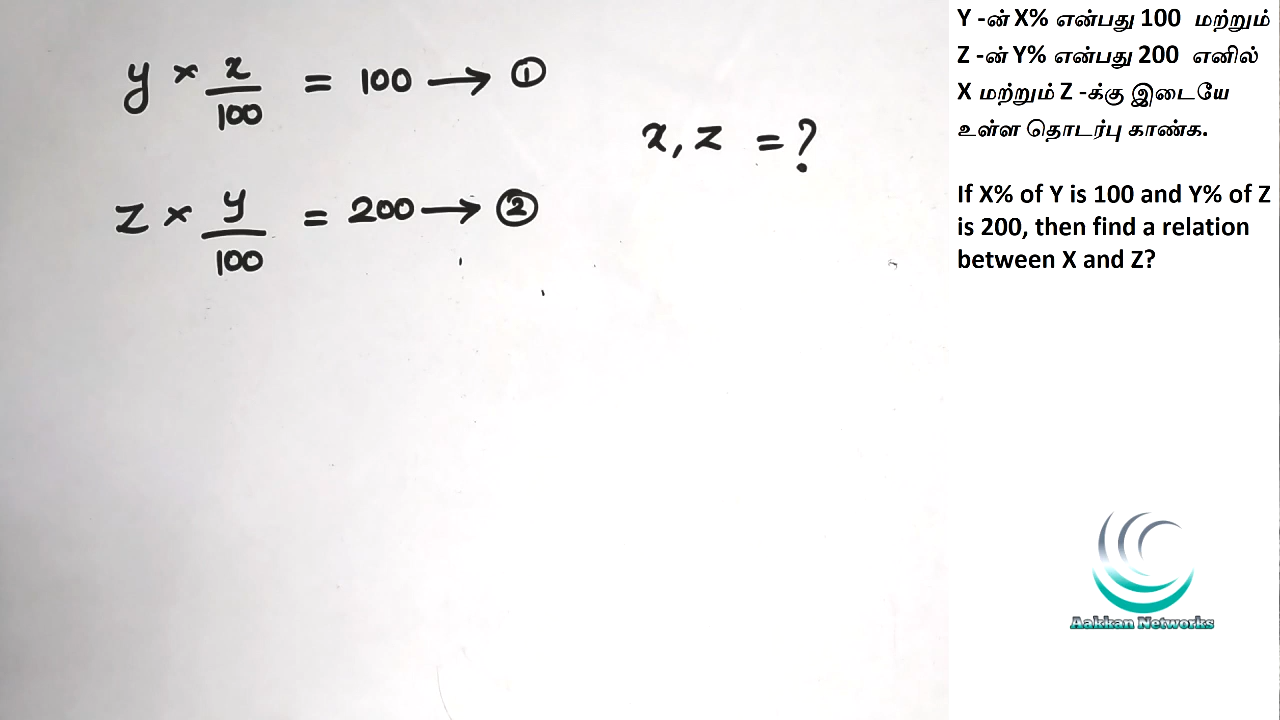 y × x/100 = 100 → ①
x, z = ?
z × y/100 = 200 → ②
Y -ன் X% என்பது 100 மற்றும்
Z -ன் Y% என்பது 200 எனில்
X மற்றும் Z -க்கு இடையே
உள்ள தொடர்பு காண்க.
If X% of Y is 100 and Y% of Z
is 200, then find a relation
between X and Z?
Aakkan Networks